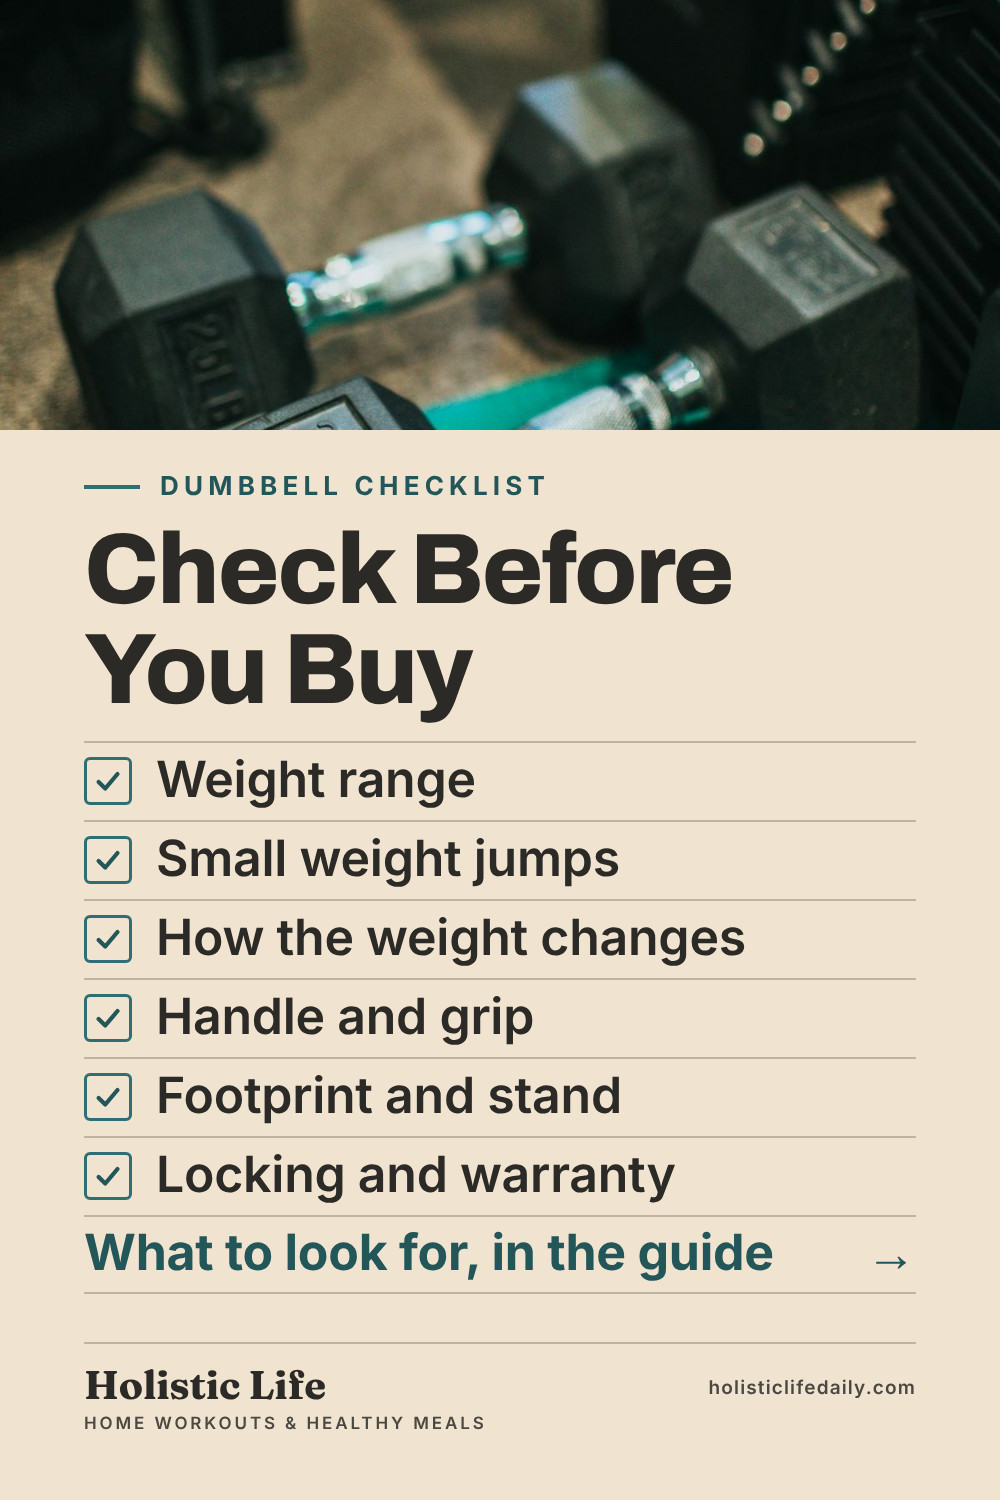 DUMBBELL CHECKLIST
Check Before
You Buy
Weight range
Small weight jumps
How the weight changes
Handle and grip
Footprint and stand
Locking and warranty
What to look for, in the guide →
Holistic Life
holisticlifedaily.com
HOME WORKOUTS & HEALTHY MEALS